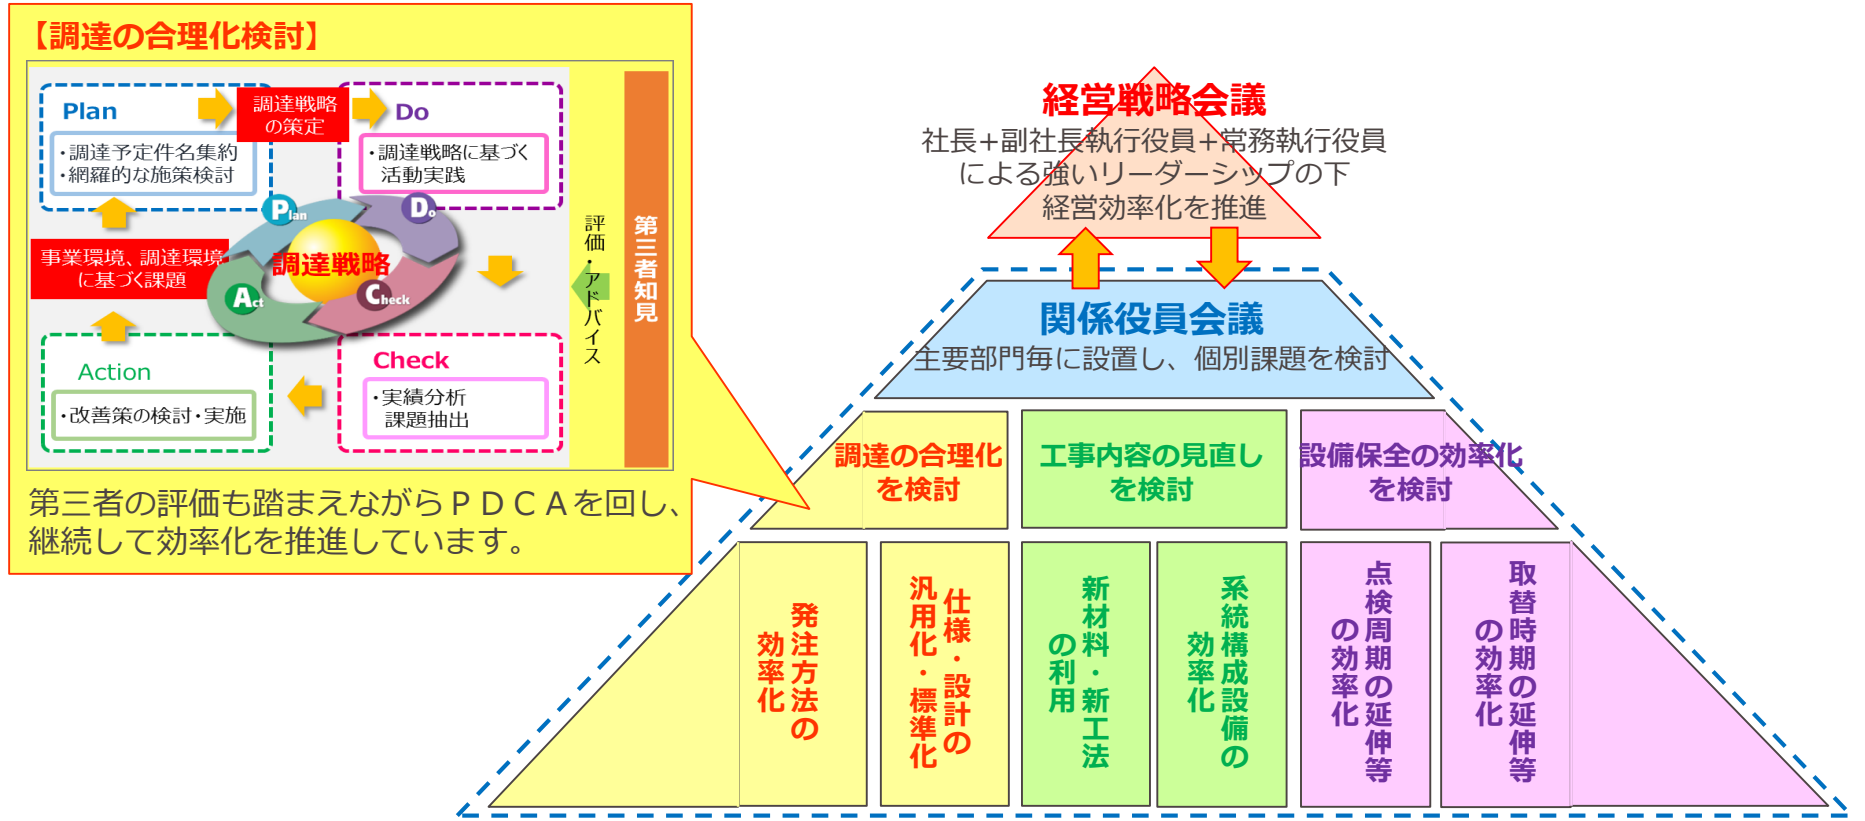 【調達の合理化検討】
Plan
・調達予定件名集約
・網羅的な施策検討
調達戦略
の策定
Do
・調達戦略に基づく
活動実践
事業環境、調達環境
に基づく課題
Plan
Do
調達戦略
Act
Check
Action
・改善策の検討・実施
Check
・実績分析
課題抽出
評価・アドバイス
第三者知見
第三者の評価も踏まえながらＰＤＣＡを回し、
継続して効率化を推進しています。
経営戦略会議
社長+副社長執行役員+常務執行役員
による強いリーダーシップの下
経営効率化を推進
関係役員会議
主要部門毎に設置し、個別課題を検討
調達の合理化
を検討
工事内容の見直し
を検討
設備保全の効率化
を検討
発注方法の
効率化
仕様・設計の
汎用化・標準化
新材料・新工法
の利用
系統構成設備の
効率化
点検周期の延伸等
の効率化
取替時期の延伸等
の効率化